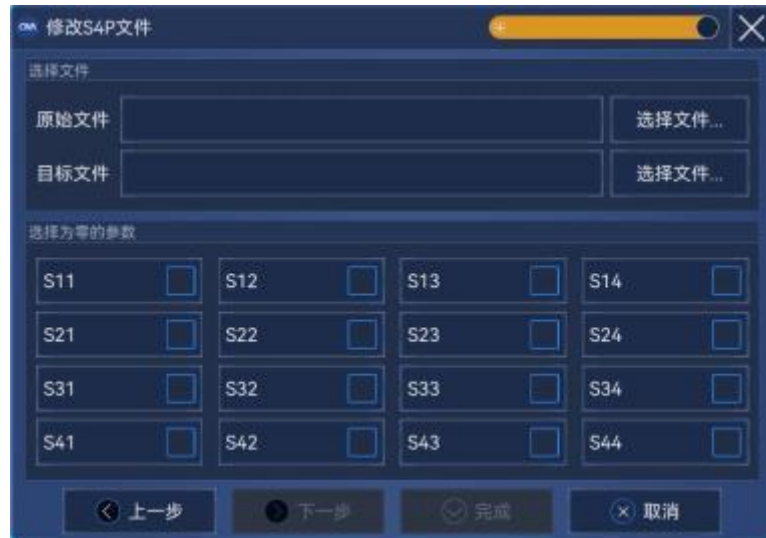 修改S4P文件
选择文件
原始文件 选择文件...
目标文件 选择文件...
选择为零的参数
S11 S12 S13 S14
S21 S22 S23 S24
S31 S32 S33 S34
S41 S42 S43 S44
上一步 下一步 完成 取消